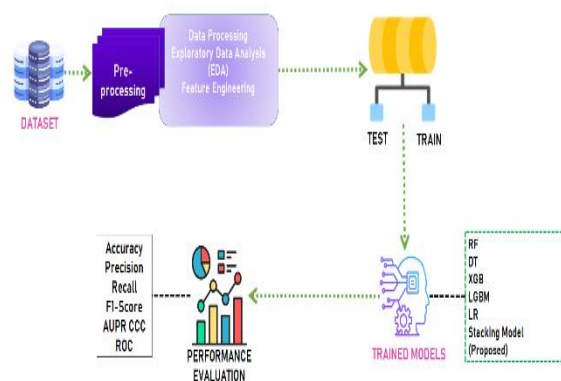 Data Processing
Exploratory Data Analysis
(EDA)
Feature Engineering
Pre-
processing
DATASET
TEST
TRAIN
Accuracy
Precision
Recall
F1-Score
AUPR CCC
ROC
PERFORMANCE
EVALUATION
TRAINED MODELS
RF
DT
XGB
LGBM
LR
Stacking Model
(Proposed)